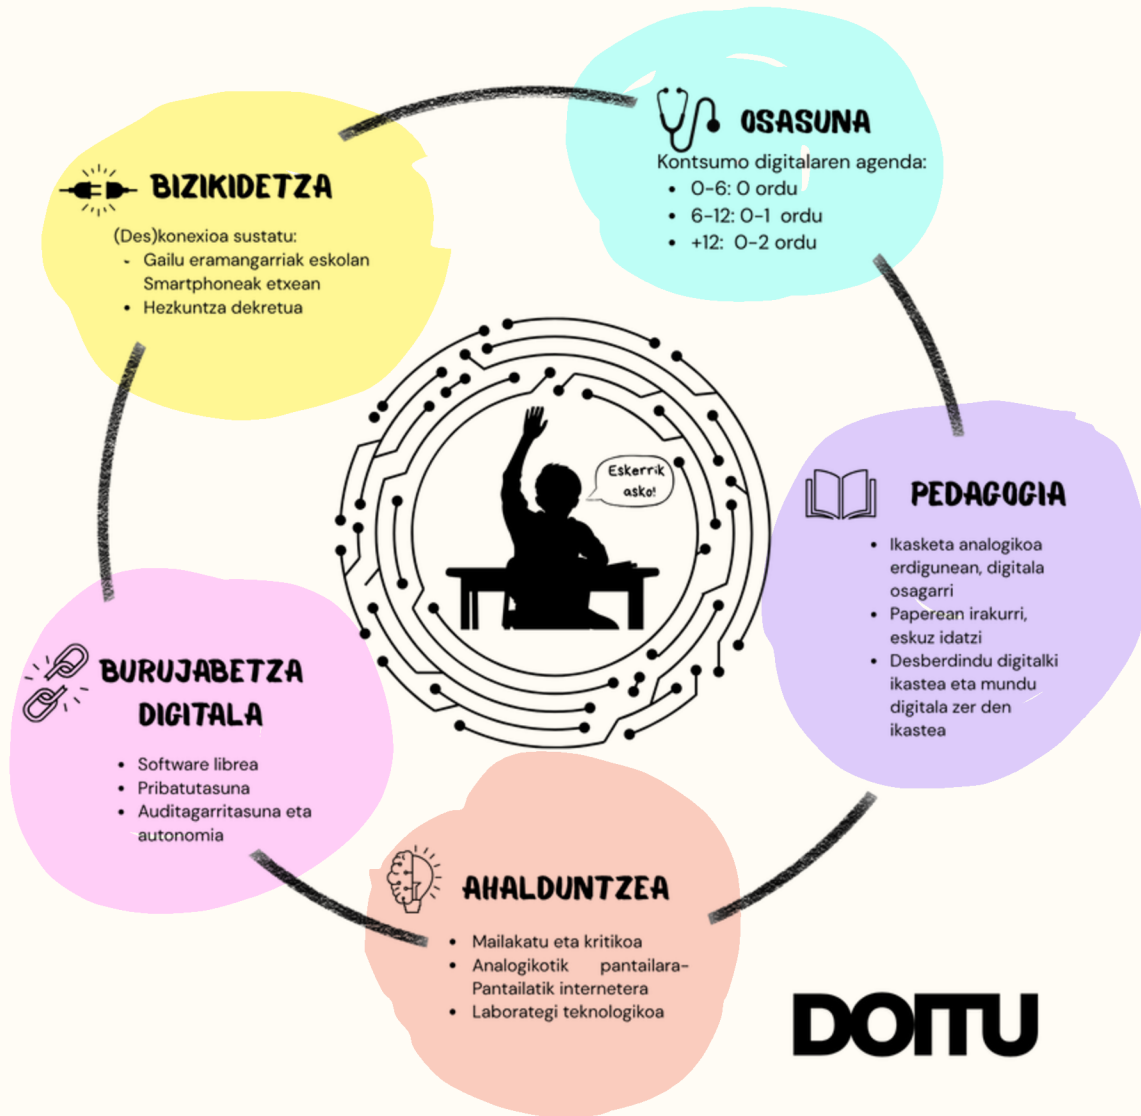 OSASUNA
Kontsumo digitalaren agenda:
• 0-6: 0 ordu
• 6-12: 0-1 ordu
• +12: 0-2 ordu
BIZIKIDETZA
(Des)konexioa sustatu:
- Gailu eramangarriak eskolan
Smartphoneak etxean
• Hezkuntza dekretua
Eskerrik
asko!
PEDAGOGIA
• Ikasketa analogikoa
erdigunean, digitala
osagarri
• Paperean irakurri,
eskuz idatzi
• Desberdindu digitalki
ikastea eta mundu
digitala zer den
ikastea
BURUJABETZA
DIGITALA
• Software librea
• Pribatutasuna
• Auditagarritasuna eta
autonomia
AHALDUNTZEA
• Mailakatu eta kritikoa
• Analogikotik pantailara-
Pantailatik internetera
• Laborategi teknologikoa
DOITU